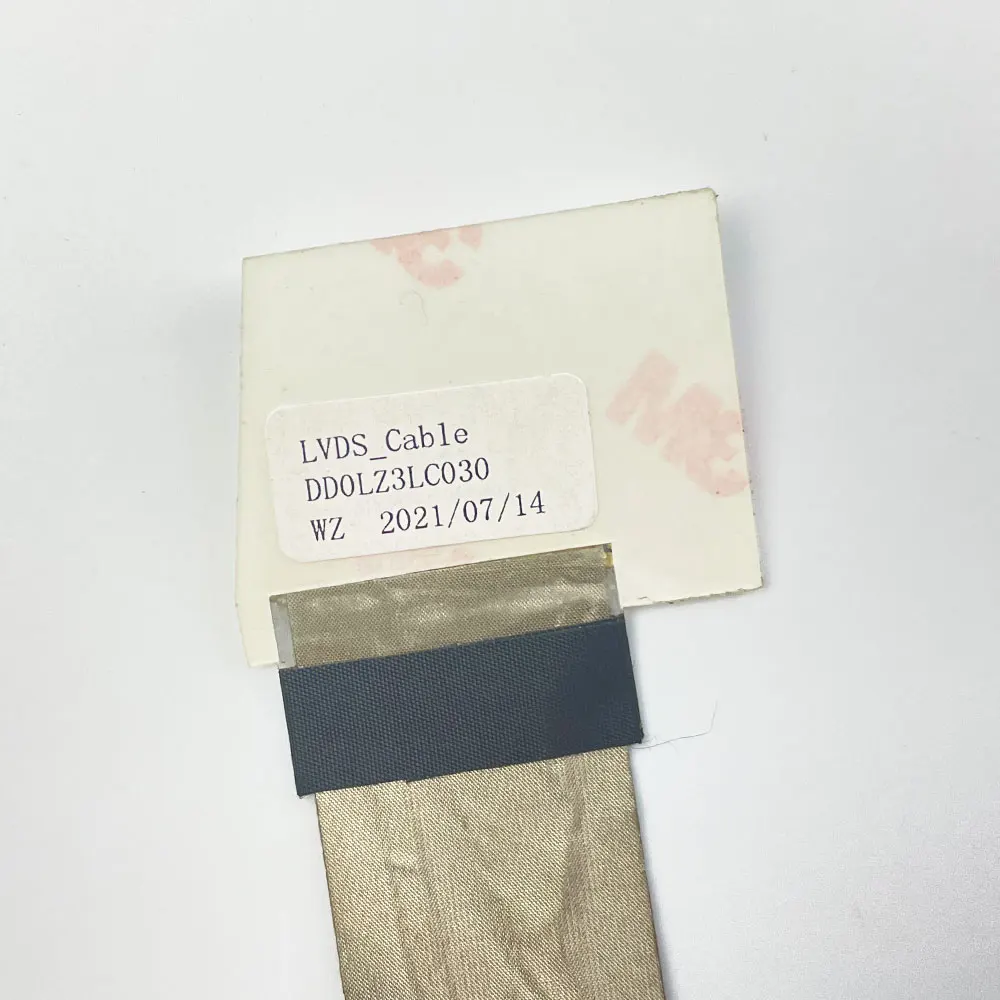 LVDS_Cable
DD0LZ3LC030
WZ 2021/07/14